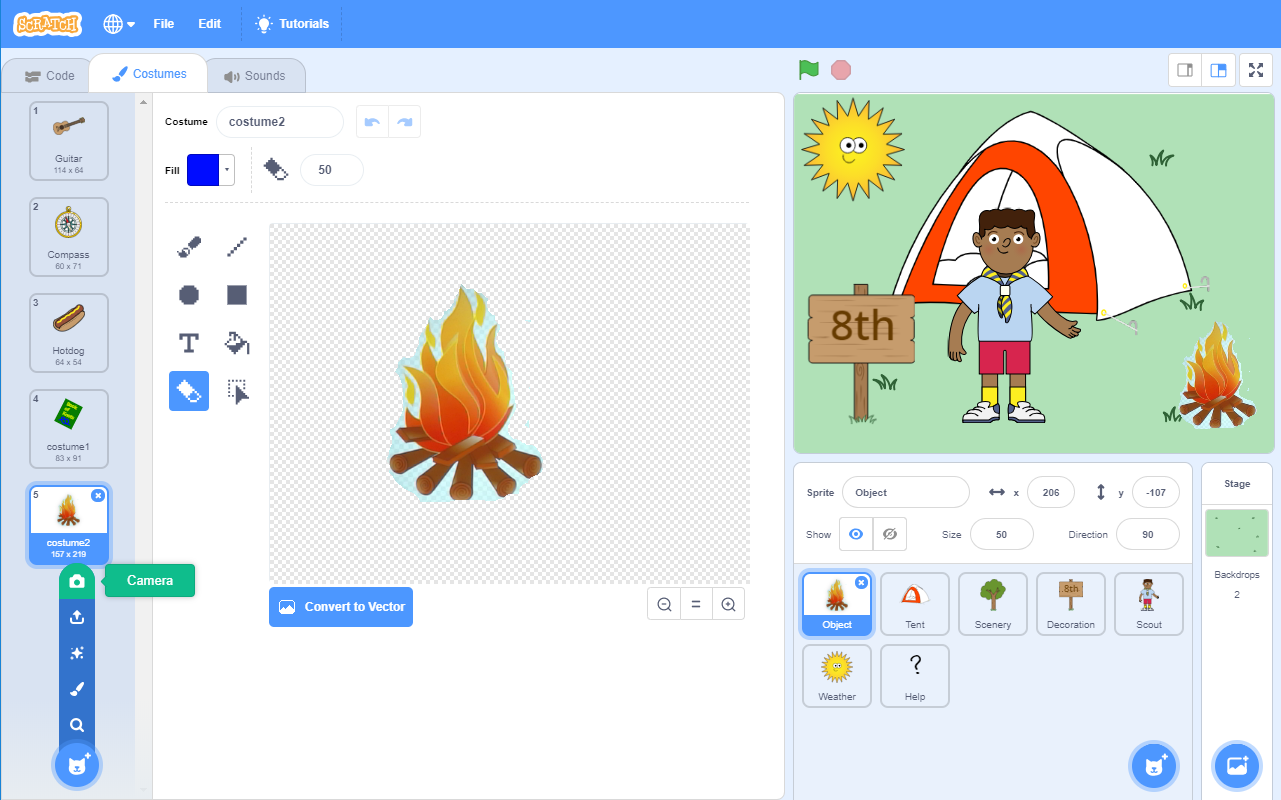 SCRATCH
File
Edit
Tutorials
Code
Costumes
Sounds
1
Guitar
114 x 64
2
Compass
60 x 71
3
Hotdog
64 x 54
4
costume1
83 x 91
5
costume2
157 x 219
Camera
Costume
costume2
Fill
50
T
Convert to Vector
8th
Sprite
Object
x
206
y
-107
Show
Size
50
Direction
90
Object
Tent
Scenery
8th
Decoration
Scout
Weather
?
Help
Stage
Backdrops
2